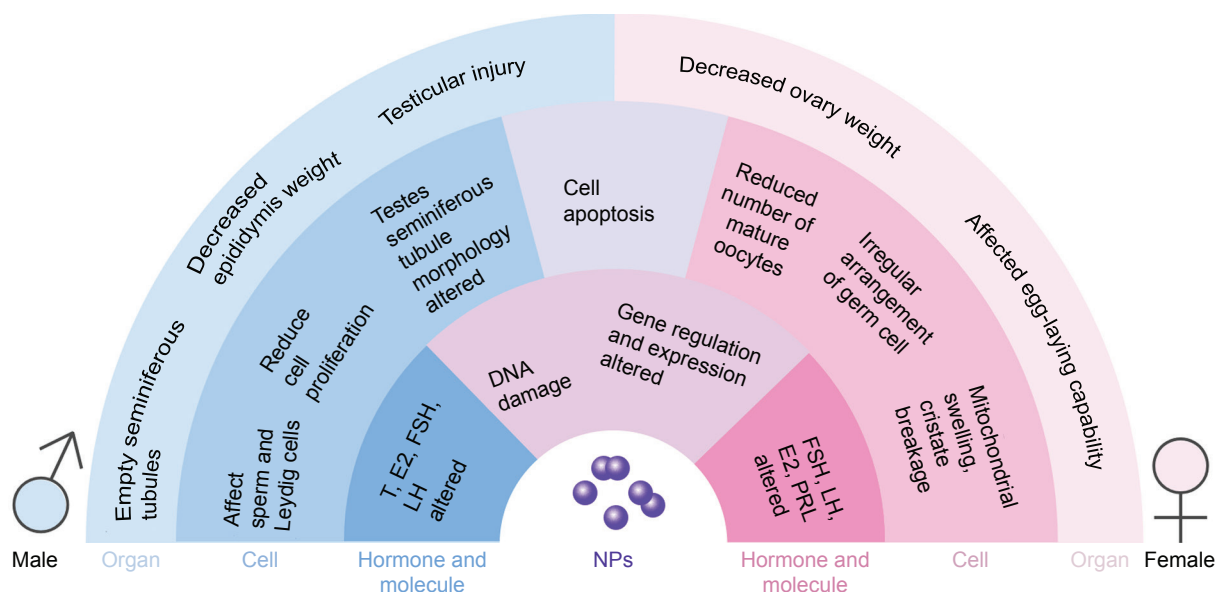 Testicular injury
Decreased
epididymis weight
Empty seminiferous
tubules
Decreased ovary weight
Affected egg-laying capability
Testes
seminiferous
tubule
morphology
altered
Reduce
cell
proliferation
Affect
sperm and
Leydig cells
Cell
apoptosis
Reduced
number of
mature
oocytes
Irregular
arrangement
of germ cell
Mitochondrial
swelling,
cristate
breakage
T, E2, FSH,
LH
altered
DNA
damage
Gene regulation
and expression
altered
FSH, LH,
E2, PRL
altered
Male
Organ
Cell
Hormone and
molecule
NPs
Hormone and
molecule
Cell
Organ
Female